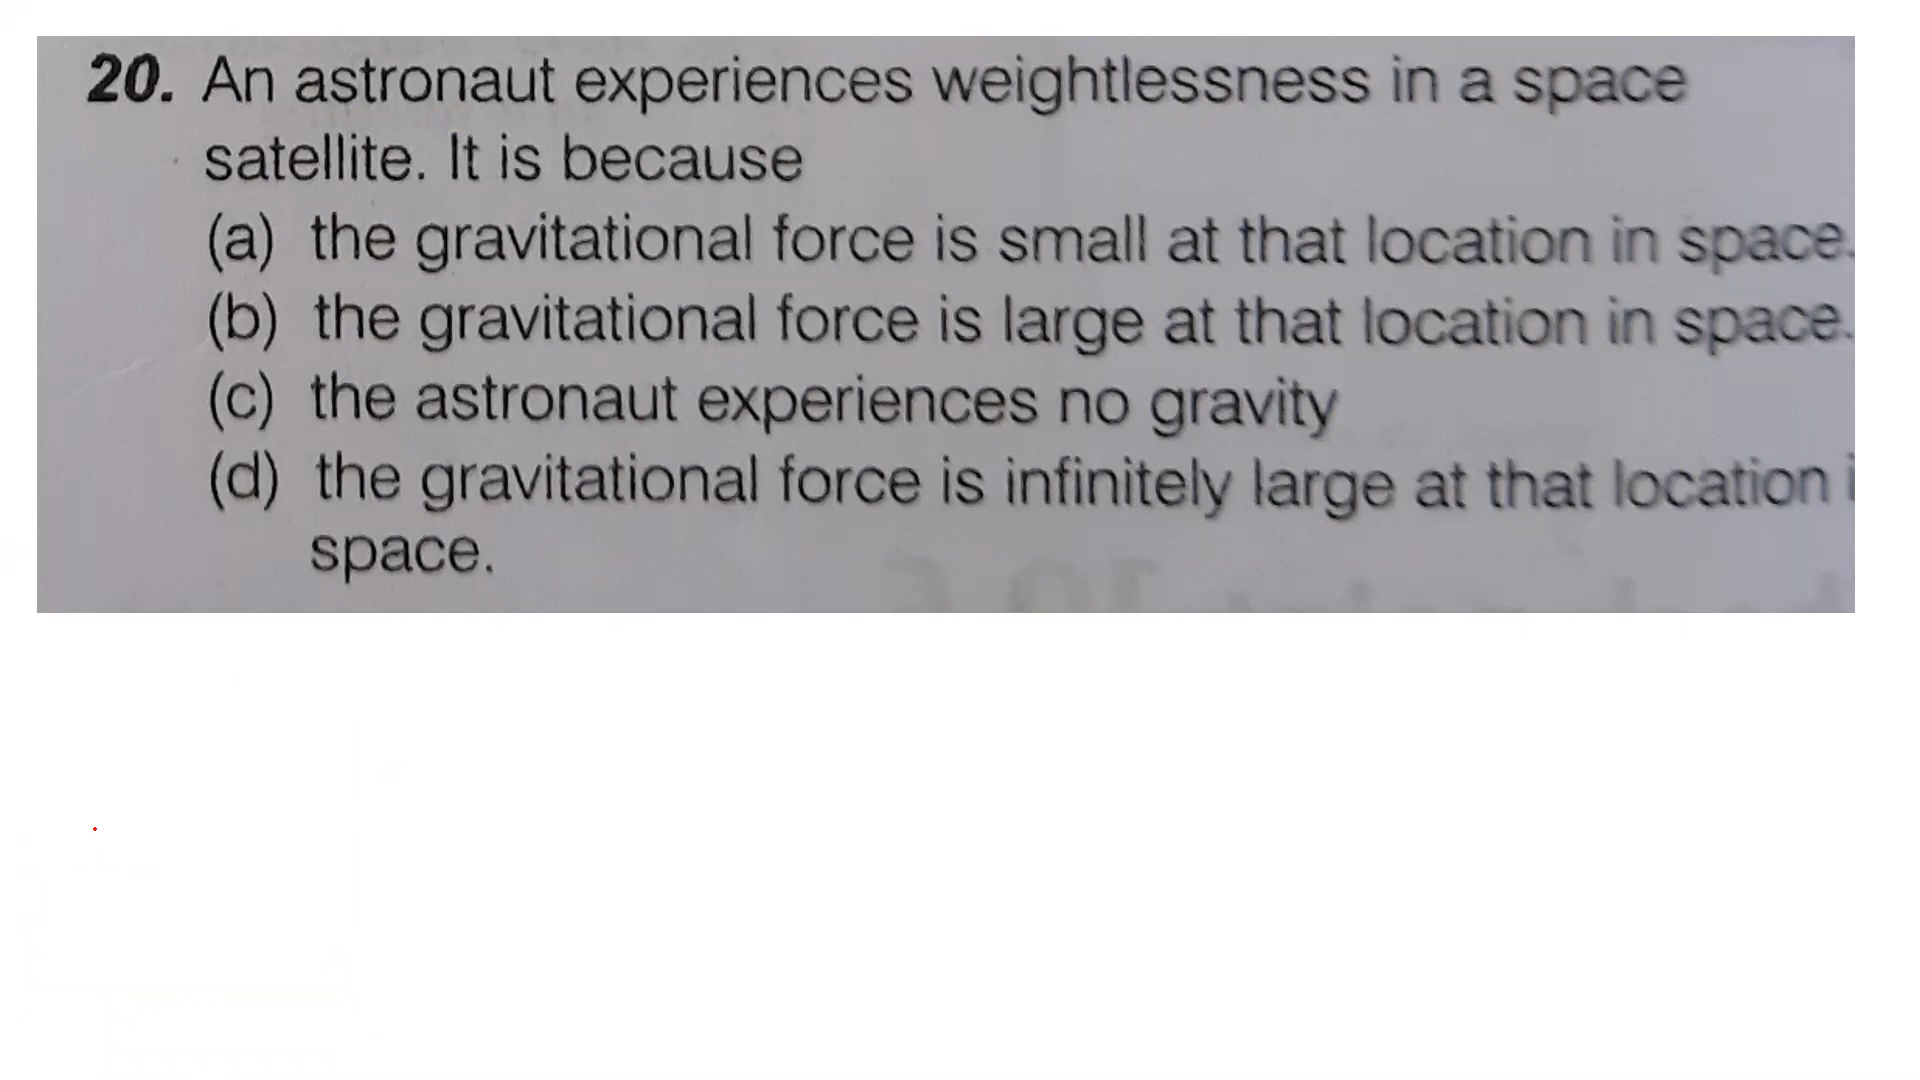 20. An astronaut experiences weightlessness in a space
satellite. It is because
(a) the gravitational force is small at that location in space.
(b) the gravitational force is large at that location in space.
(c) the astronaut experiences no gravity
(d) the gravitational force is infinitely large at that location
space.